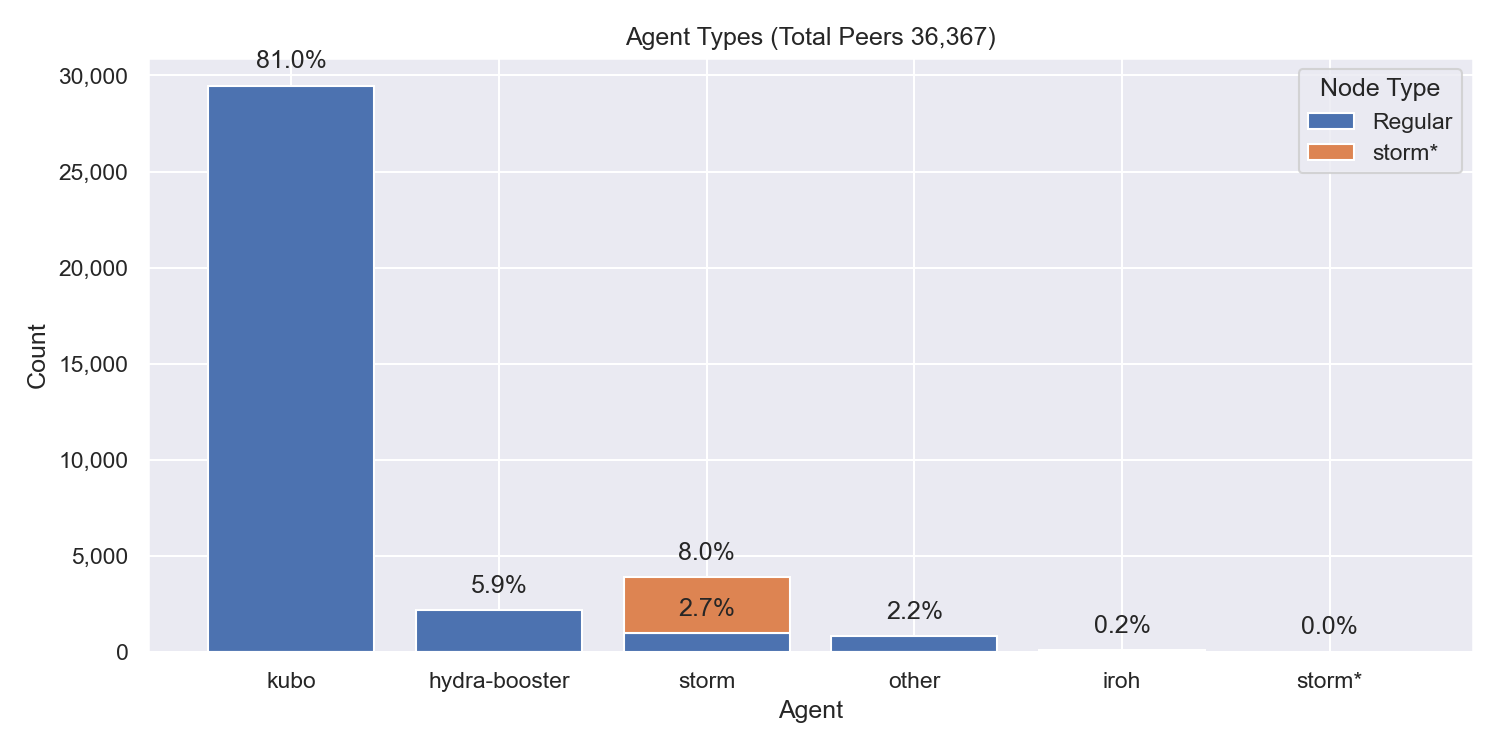 Agent Types (Total Peers 36,367)
81.0%
30,000
Node Type
Regular
storm*
25,000
20,000
15,000
10,000
5,000
0
Count
8.0%
5.9%
2.7%
2.2%
0.2%
0.0%
kubo
hydra-booster
storm
other
iroh
storm*
Agent